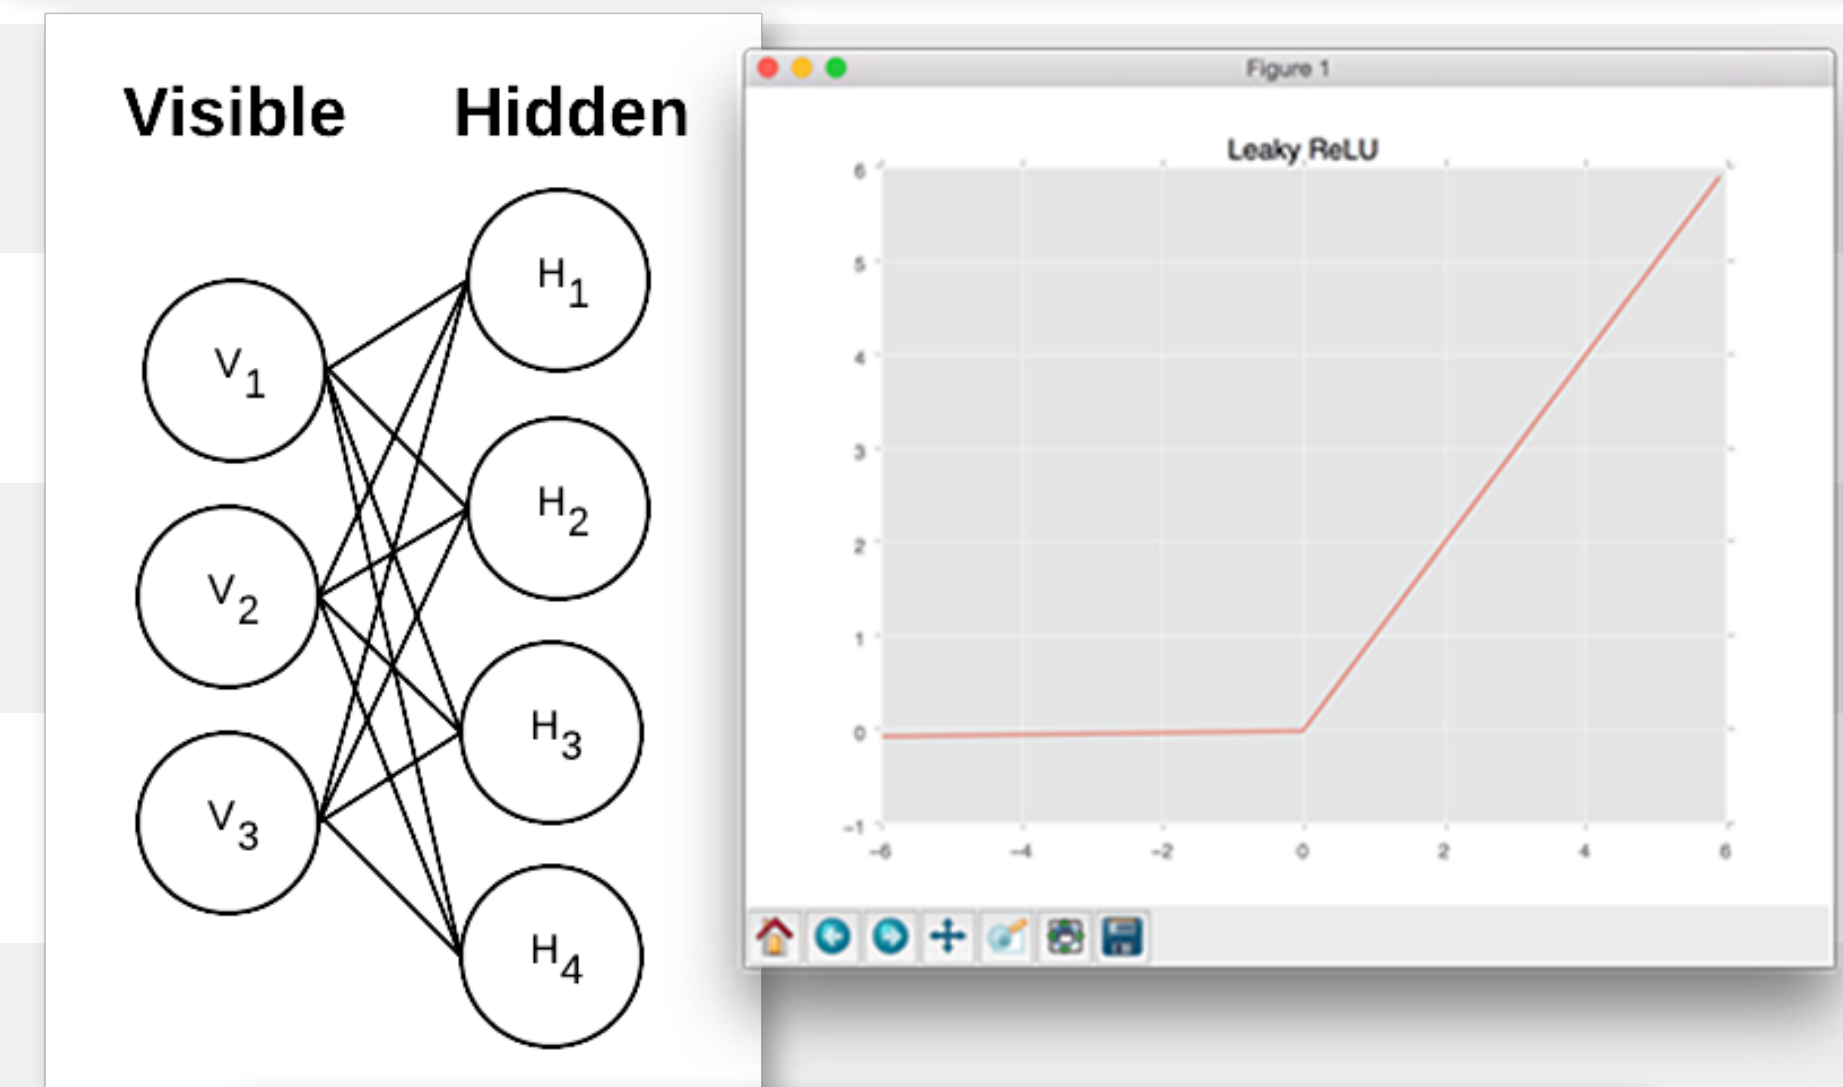 Visible Hidden
V1
V2
V3
H1
H2
H3
H4
Figure 1
Leaky ReLU
6
5
4
3
2
1
0
−1
−6 −4 −2 0 2 4 6